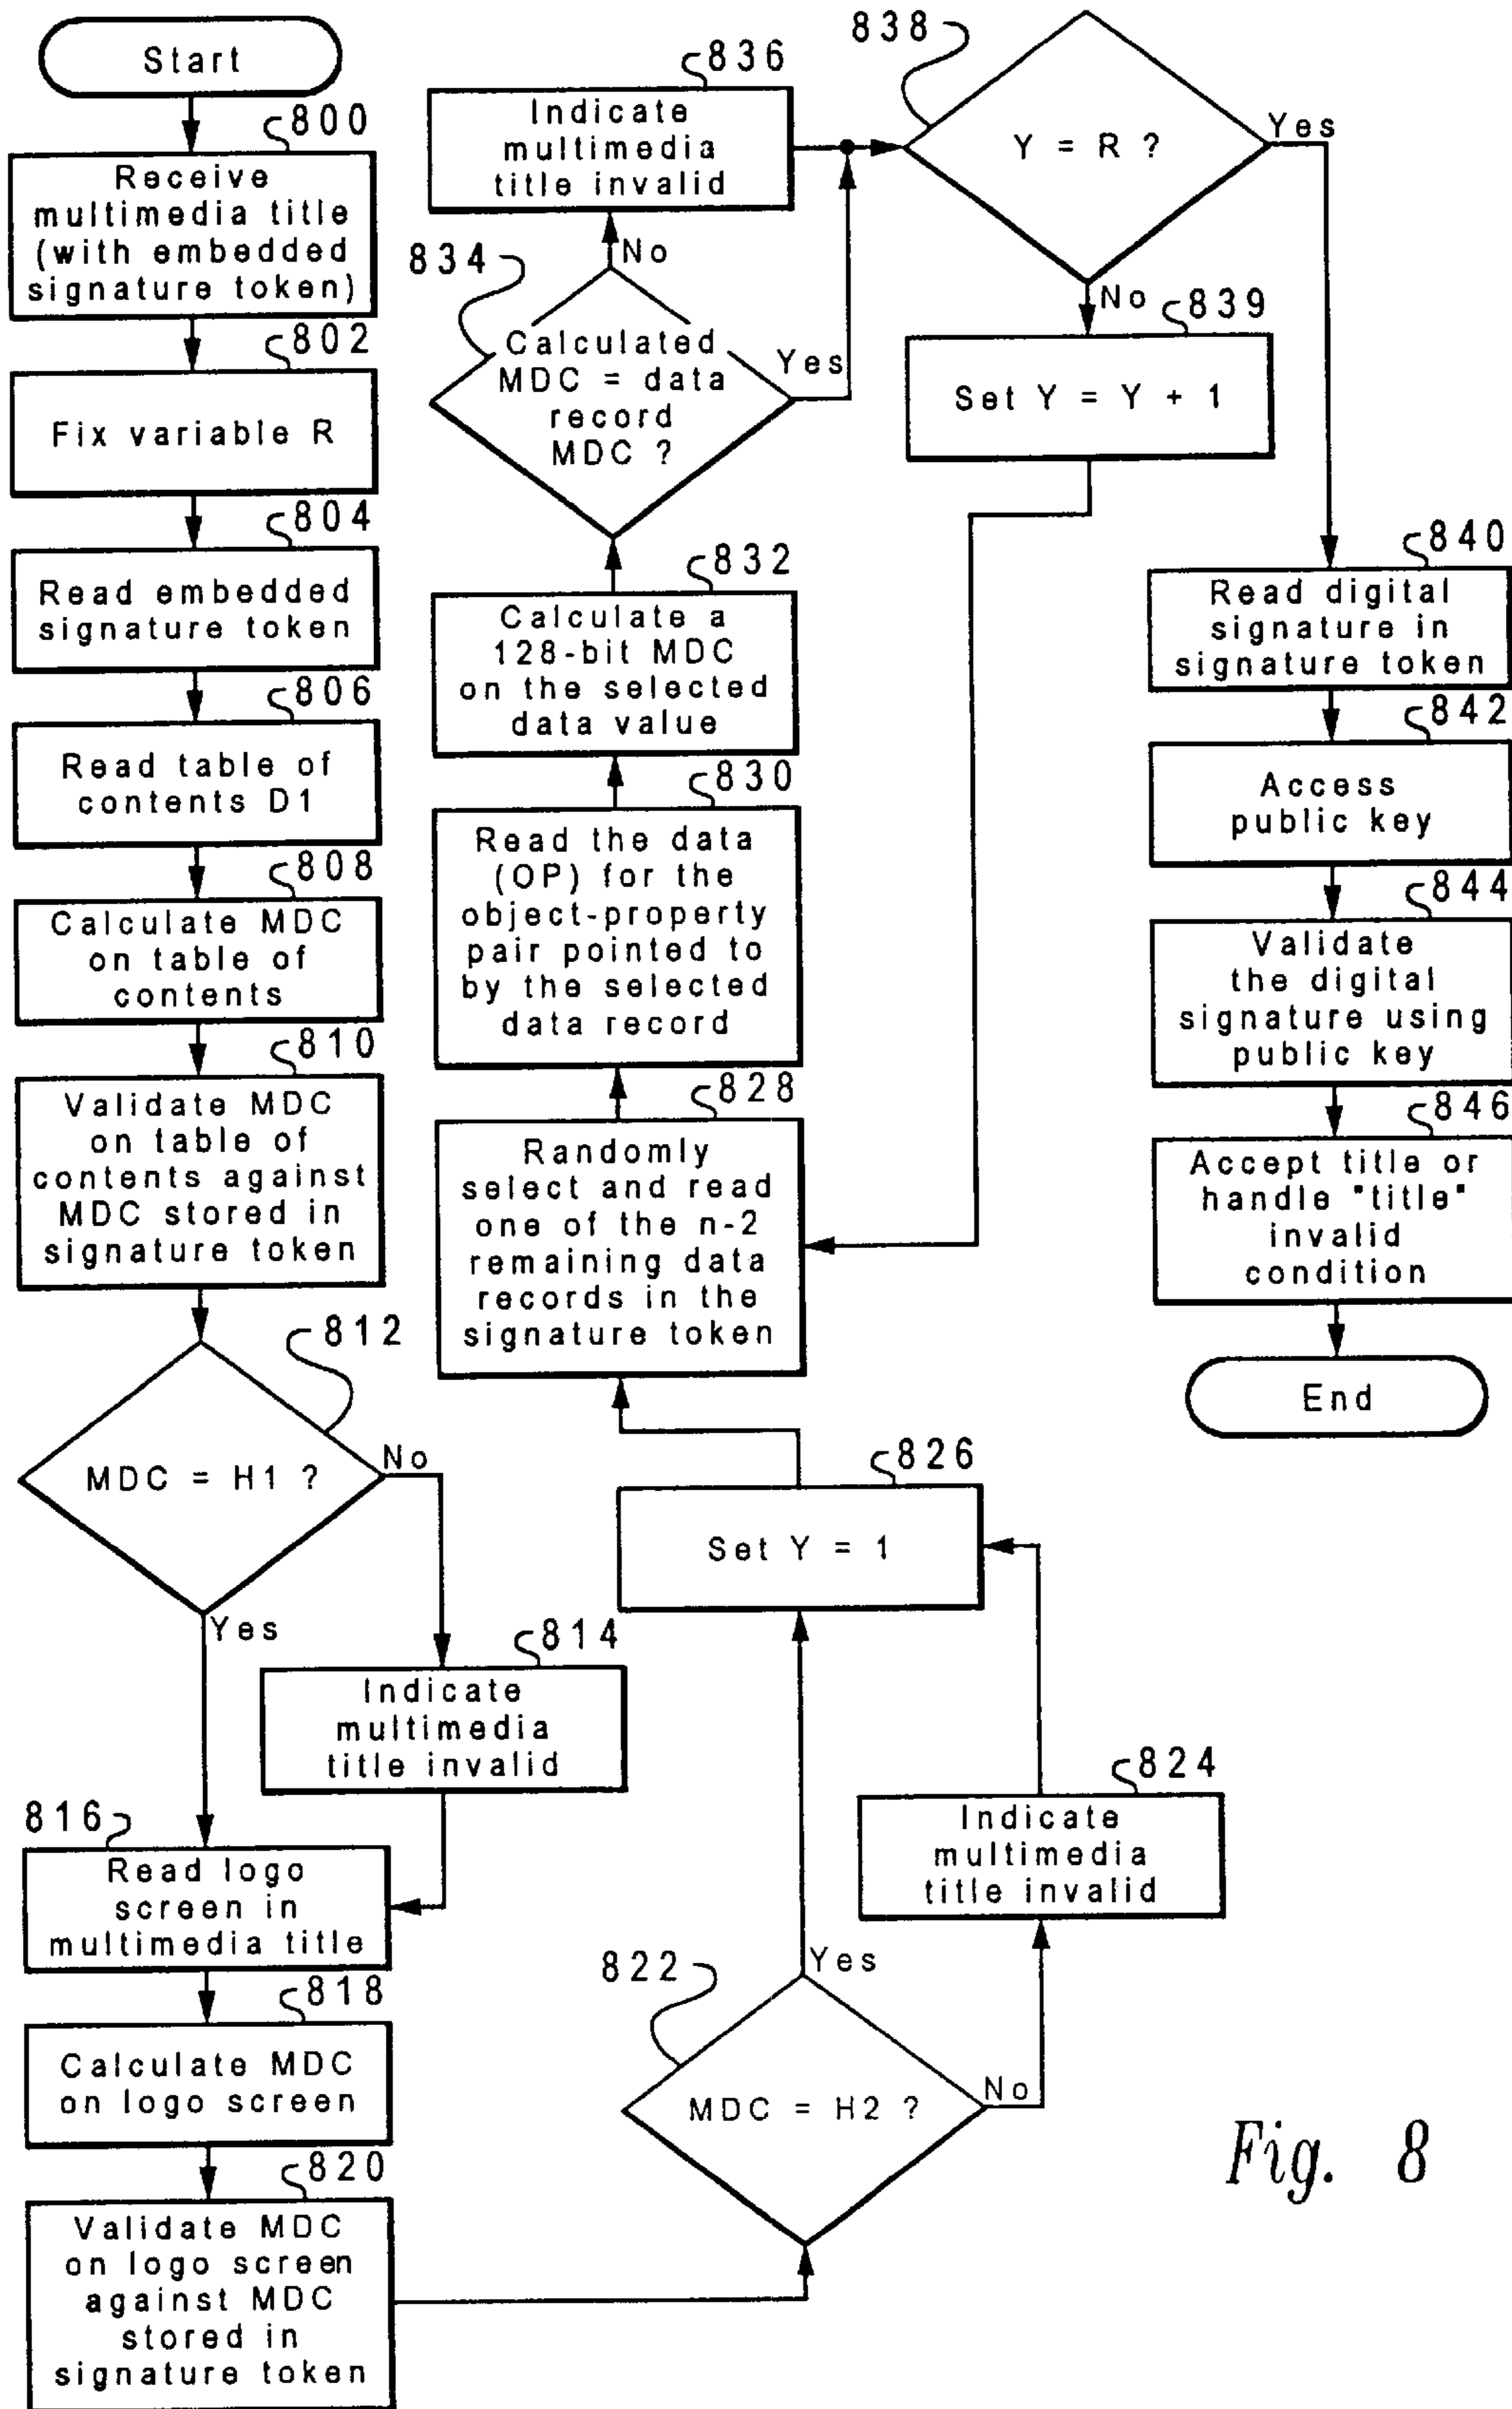 Start
800
Receive
multimedia title
(with embedded
signature token)
802
Fix variable R
804
Read embedded
signature token
806
Read table of
contents D1
808
Calculate MDC
on table of
contents
810
Validate MDC
on table of
contents against
MDC stored in
signature token
812
MDC = H1 ?
No
Yes
814
Indicate
multimedia
title invalid
816
Read logo
screen in
multimedia title
818
Calculate MDC
on logo screen
820
Validate MDC
on logo screen
against MDC
stored in
signature token
822
MDC = H2 ?
Yes
No
824
Indicate
multimedia
title invalid
826
Set Y = 1
828
Randomly
select and read
one of the n-2
remaining data
records in the
signature token
830
Read the data
(OP) for the
object-property
pair pointed to
by the selected
data record
832
Calculate a
128-bit MDC
on the selected
data value
834
Calculated
MDC = data
record
MDC ?
No
Yes
836
Indicate
multimedia
title invalid
838
Y = R ?
Yes
No
839
Set Y = Y + 1
840
Read digital
signature in
signature token
842
Access
public key
844
Validate
the digital
signature using
public key
846
Accept title or
handle "title"
invalid
condition
End
Fig. 8